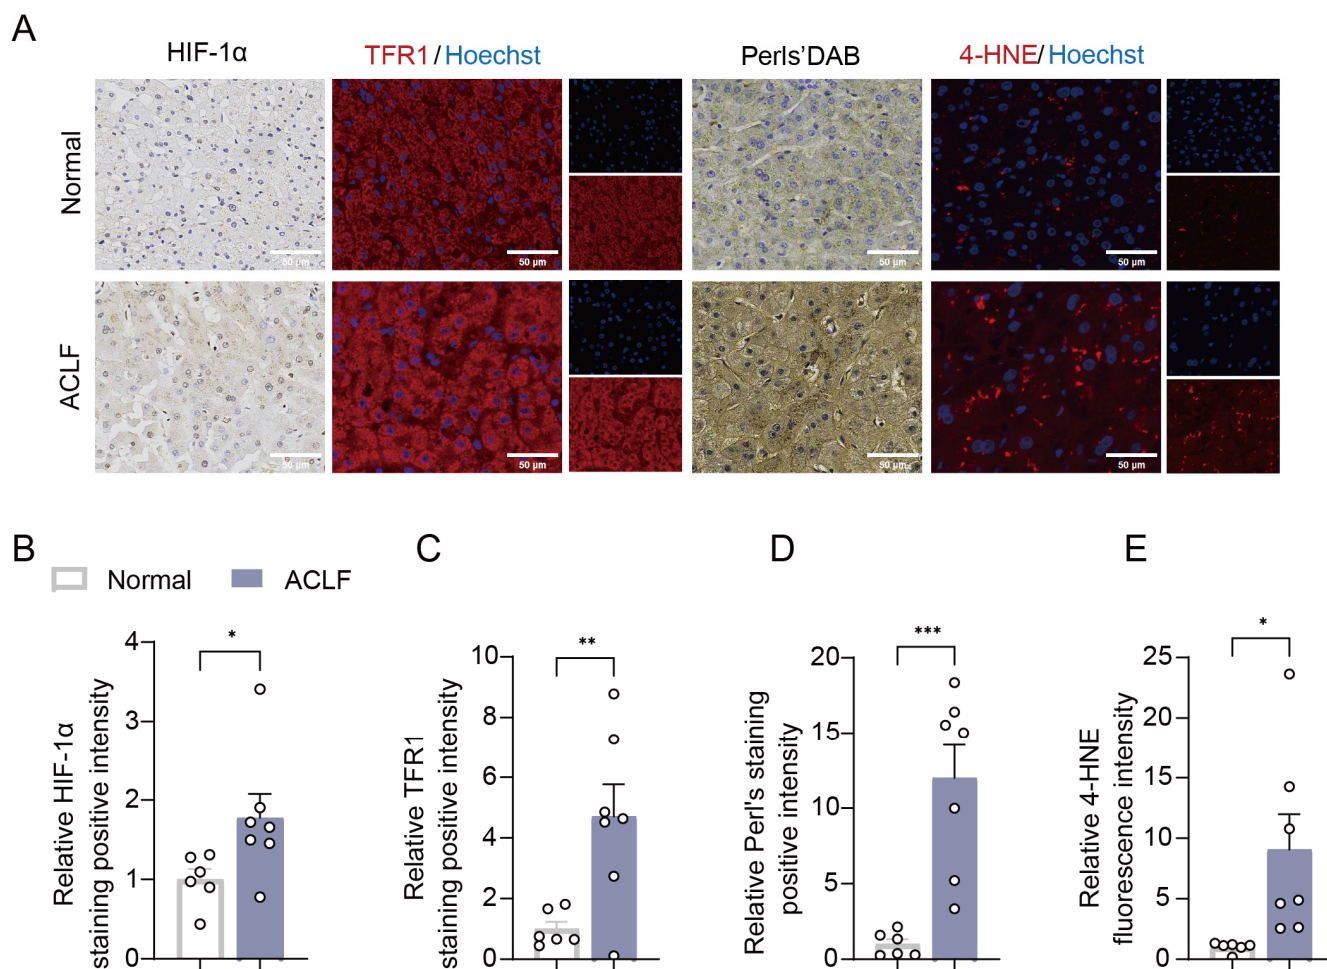 A
HIF-1α
TFR1/Hoechst
Perls'DAB
4-HNE/Hoechst
Normal
50 µm
50 µm
50 µm
50 µm
ACLF
50 µm
50 µm
50 µm
50 µm
B
C
D
E
Normal
ACLF
Relative HIF-1α
staining positive intensity
4
3
2
1
0
*
Relative TFR1
staining positive intensity
10
8
6
4
2
0
**
Relative Perl's staining
positive intensity
20
15
10
5
0
***
Relative 4-HNE
fluorescence intensity
25
20
15
10
5
0
*